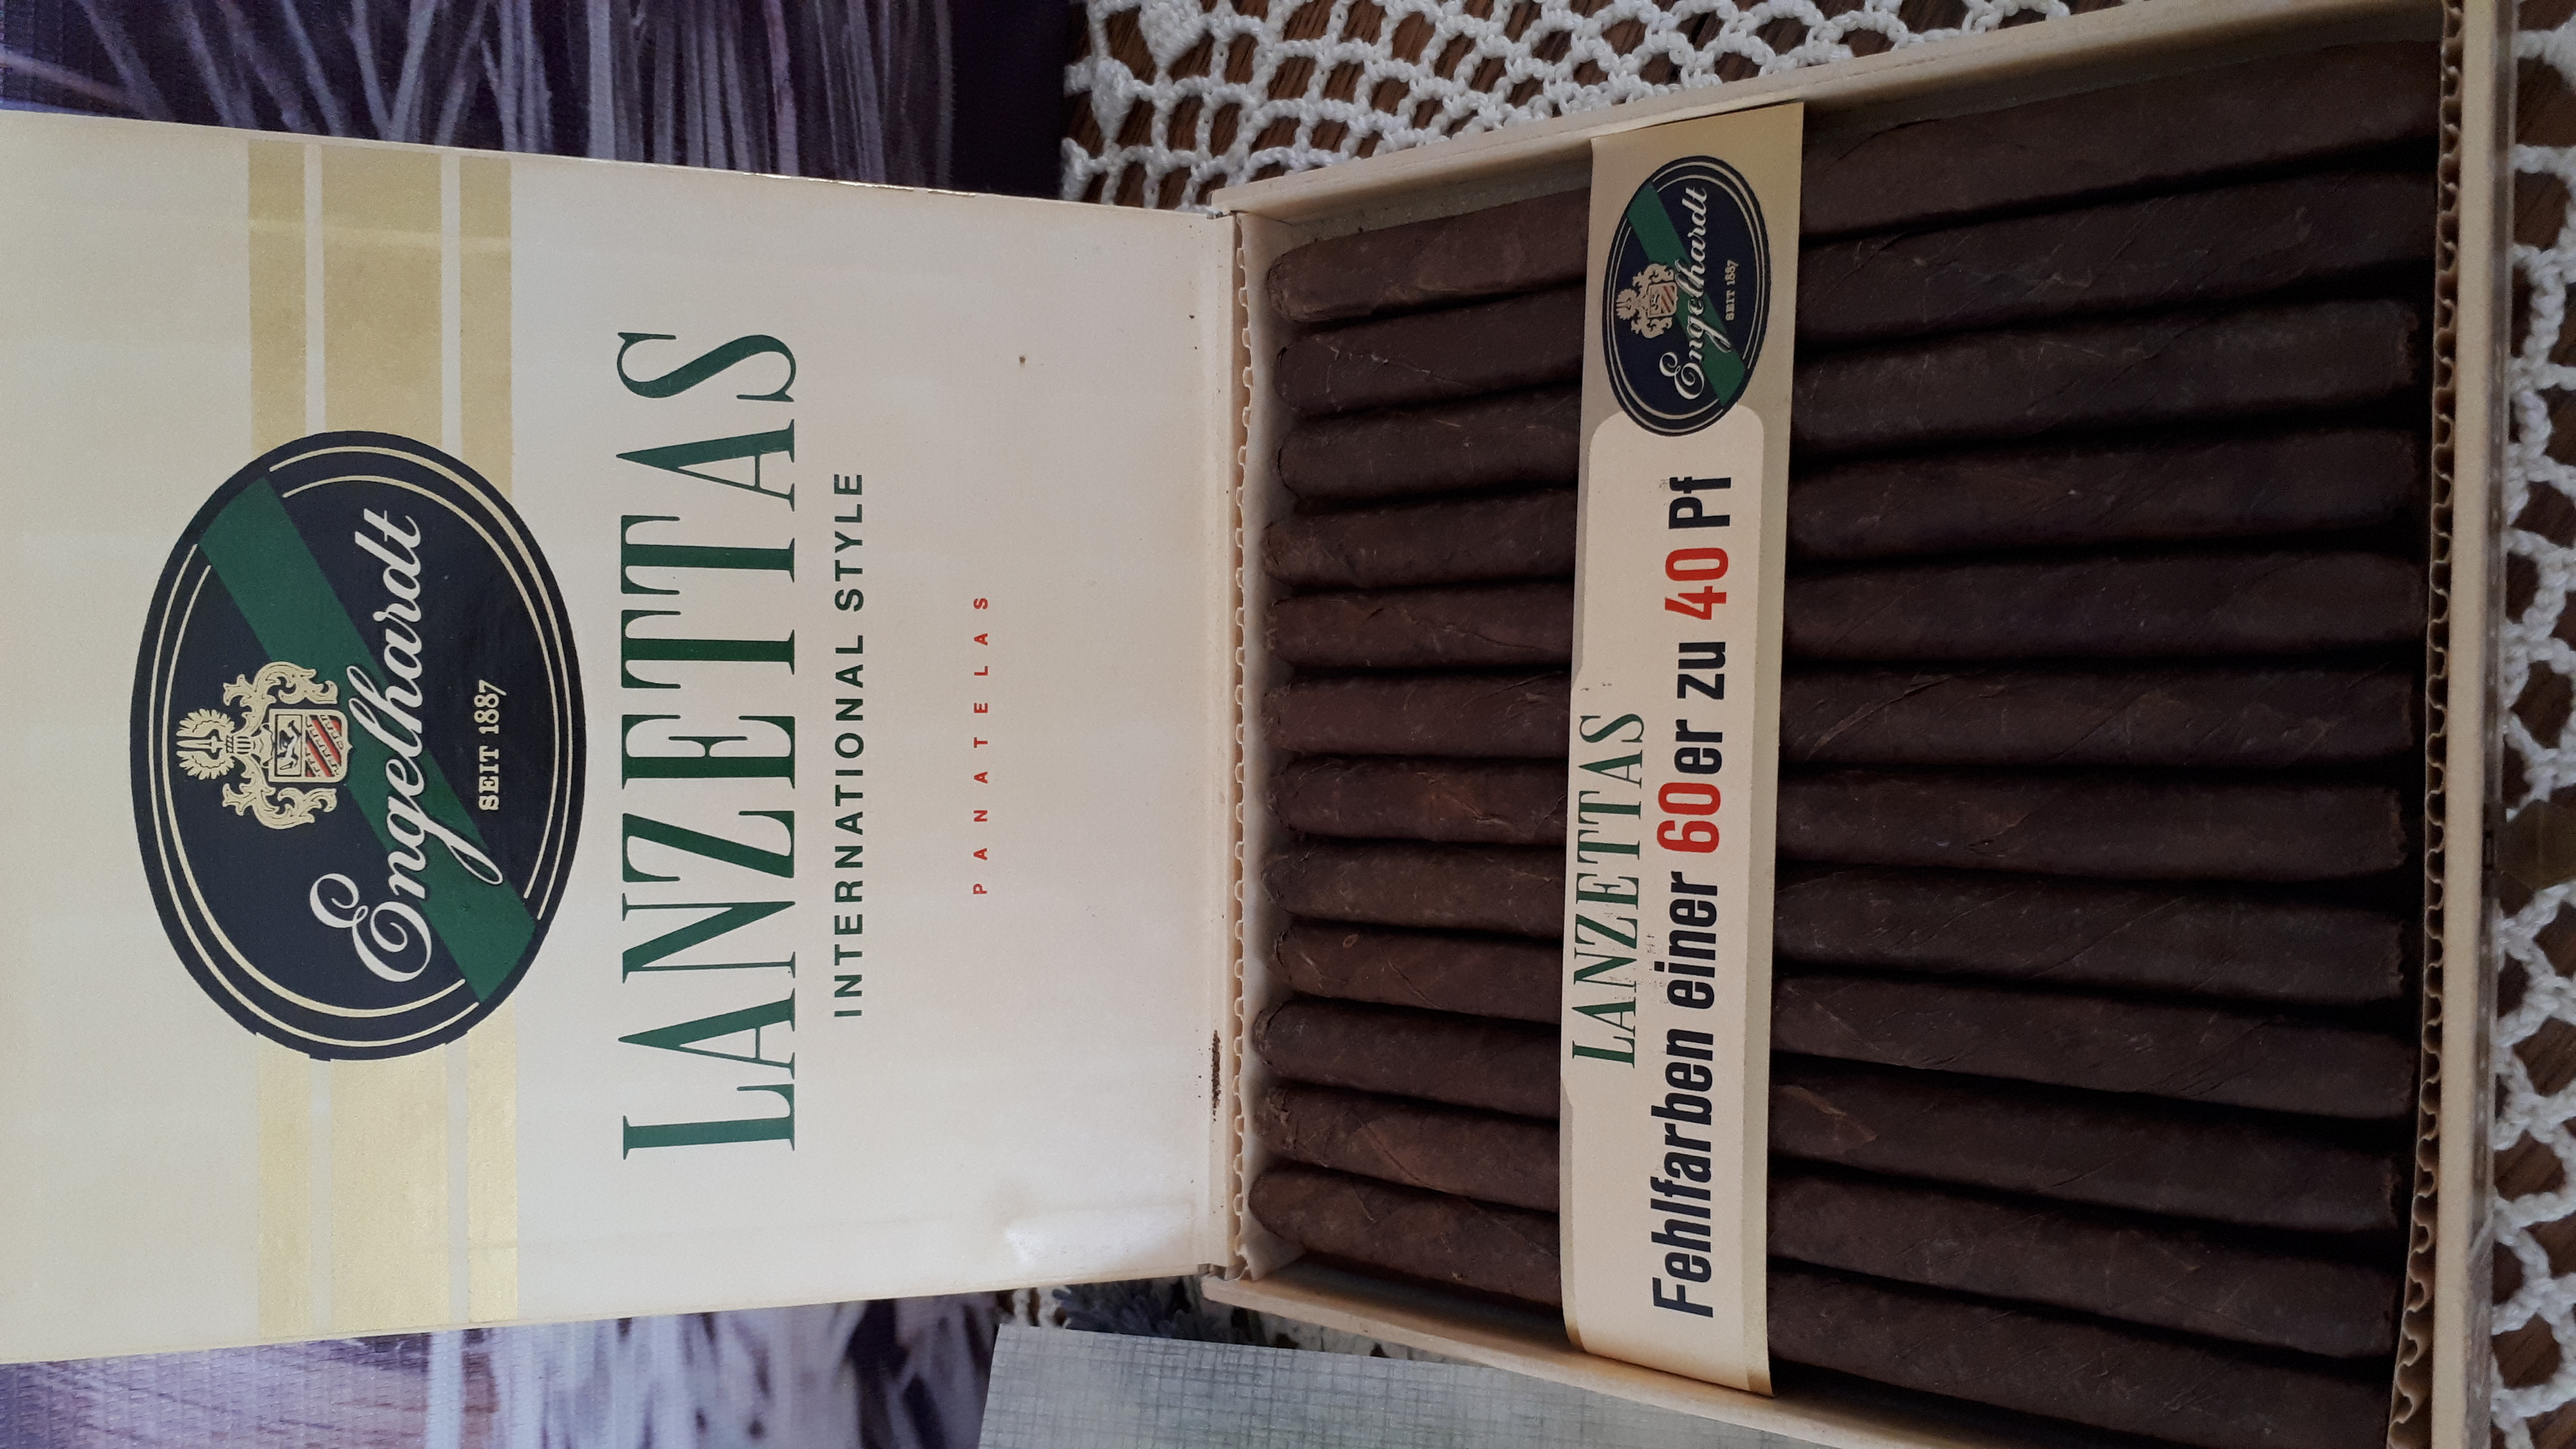 Engelhardt
SEIT 1887
LANZETTAS
INTERNATIONAL STYLE
PANATELAS
LANZETTAS
Fehlfarben einer 60er zu 40 Pf
Engelhardt
SEIT 1887